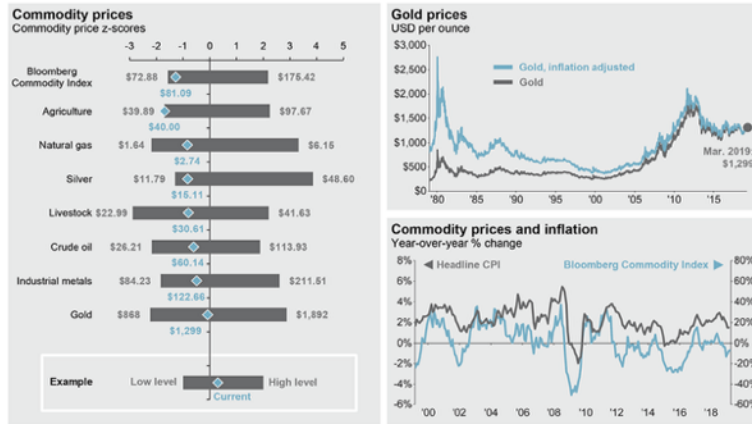 Commodity prices
Commodity price z-scores
-3 -2 -1 0 1 2 3 4 5
Bloomberg
Commodity Index
$72.88 $175.42
$81.09
Agriculture $39.89 $97.67
$40.00
Natural gas $1.64 $6.15
$2.74
Silver $11.79 $48.60
$15.11
Livestock $22.99 $41.63
$30.61
Crude oil $26.21 $113.93
$60.14
Industrial metals $84.23 $211.51
$122.66
Gold $868 $1,892
$1,299
Example Low level High level
Current
Gold prices
USD per ounce
$3,000
$2,500
$2,000
$1,500
$1,000
$500
$0
Gold, inflation adjusted
Gold
Mar. 2019:
$1,299
'80 '85 '90 '95 '00 '05 '10 '15
Commodity prices and inflation
Year-over-year % change
8% Headline CPI Bloomberg Commodity Index 80%
6% 60%
4% 40%
2% 20%
0% 0%
-2% -20%
-4% -40%
-6% -60%
'00 '02 '04 '06 '08 '10 '12 '14 '16 '18